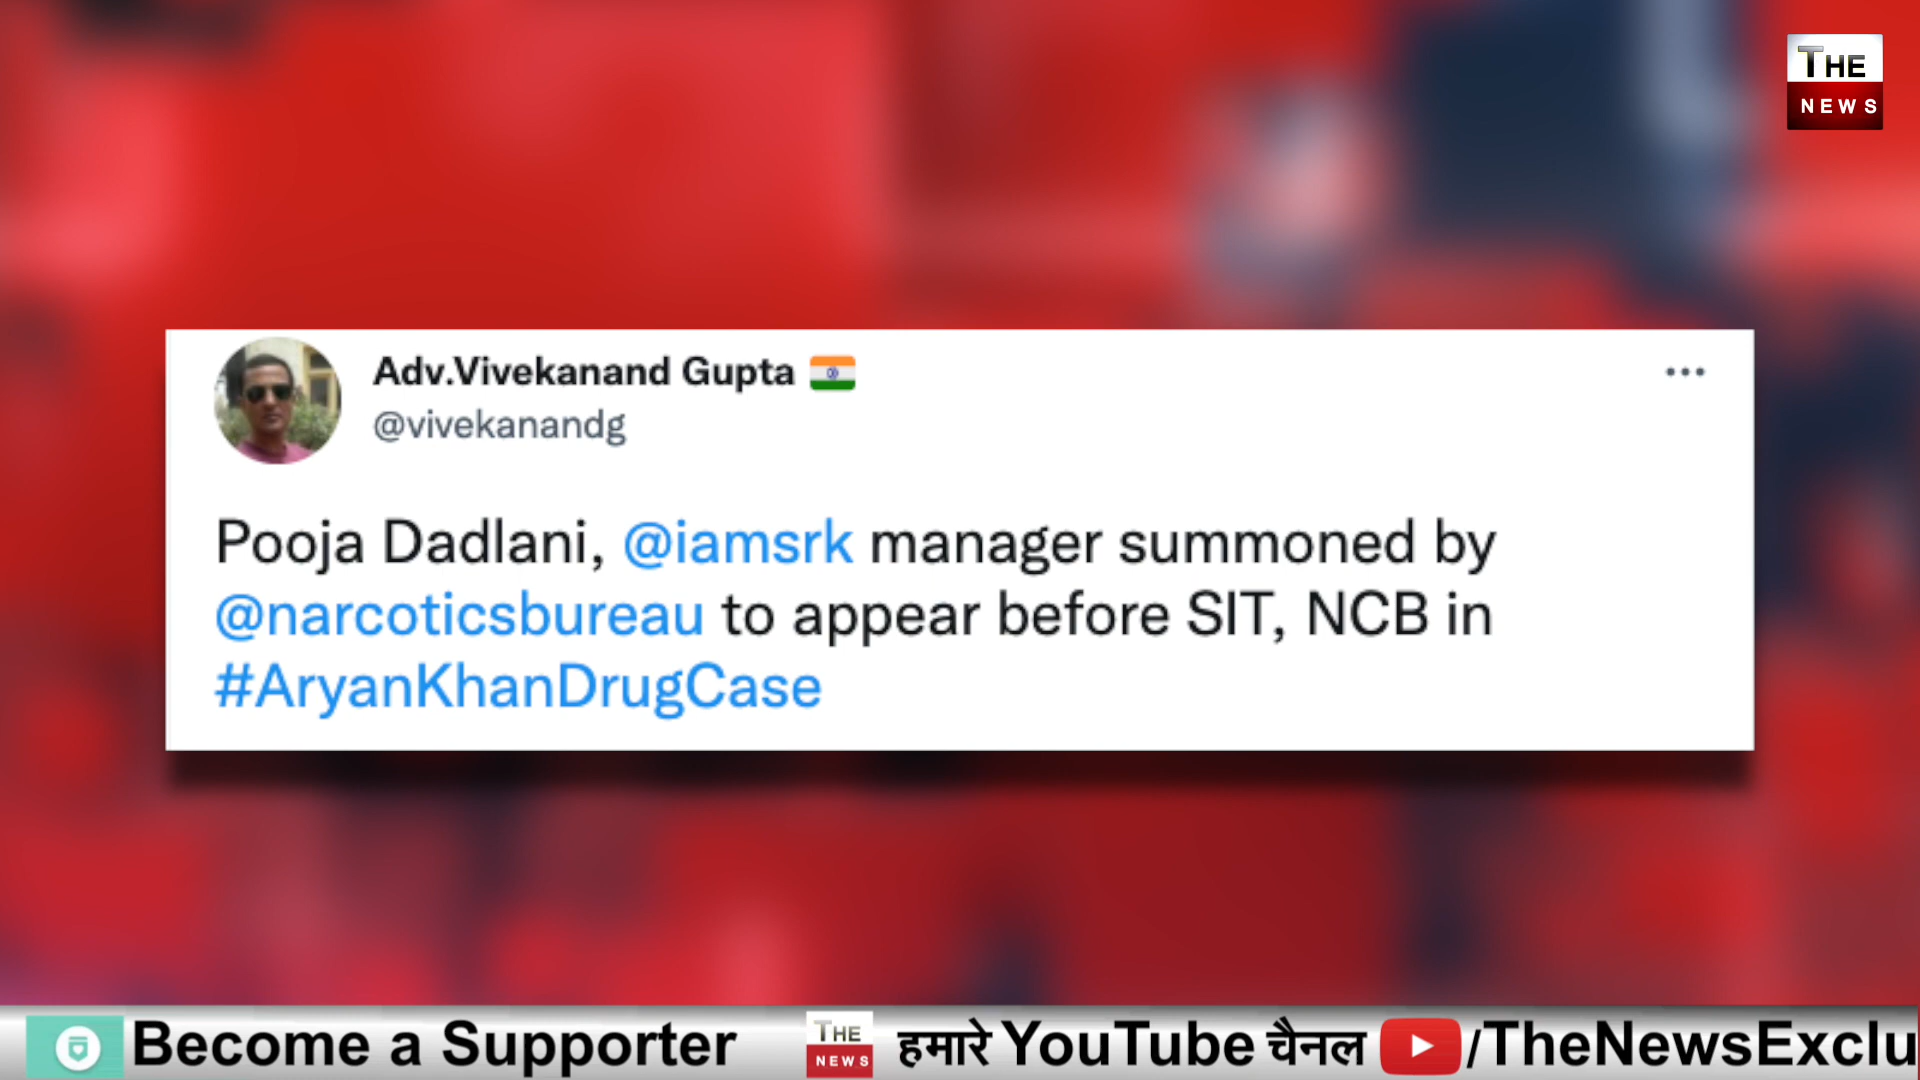 THE
NEWS
Adv.Vivekanand Gupta
@vivekanandg
Pooja Dadlani, @iamsrk manager summoned by
@narcoticsbureau to appear before SIT, NCB in
#AryanKhanDrugCase
Become a Supporter THE NEWS हमारे YouTube चैनल /TheNewsExclu